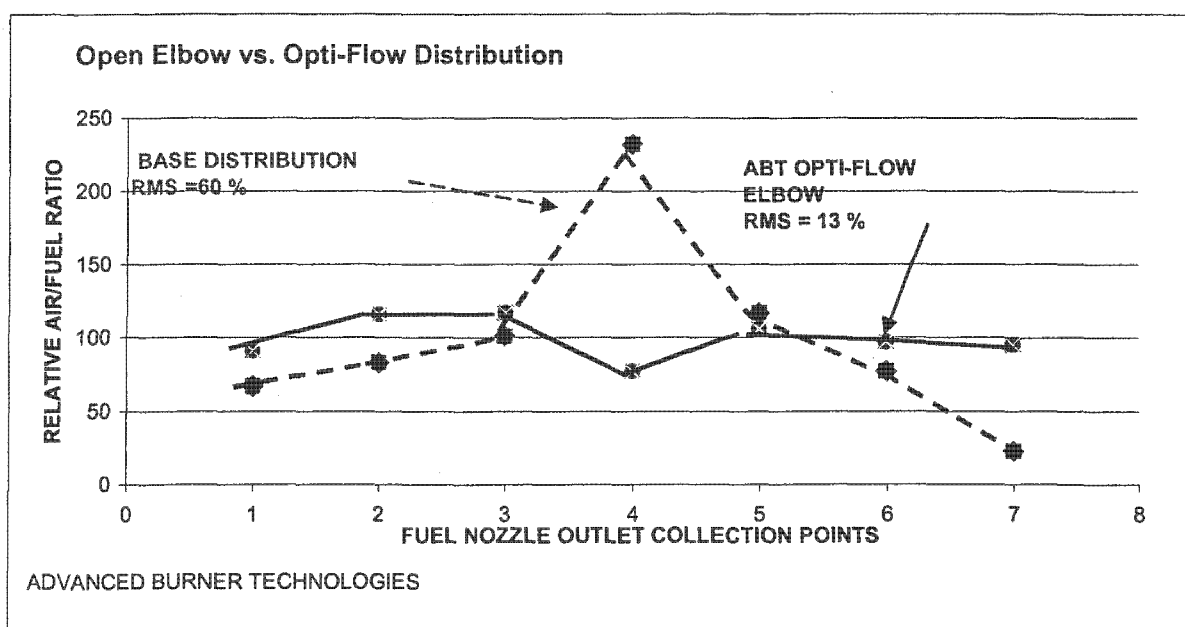 Open Elbow vs. Opti-Flow Distribution
RELATIVE AIR/FUEL RATIO
250
200
150
100
50
0
BASE DISTRIBUTION
RMS =60 %
ABT OPTI-FLOW
ELBOW
RMS = 13 %
0 1 2 3 4 5 6 7 8
FUEL NOZZLE OUTLET COLLECTION POINTS
ADVANCED BURNER TECHNOLOGIES